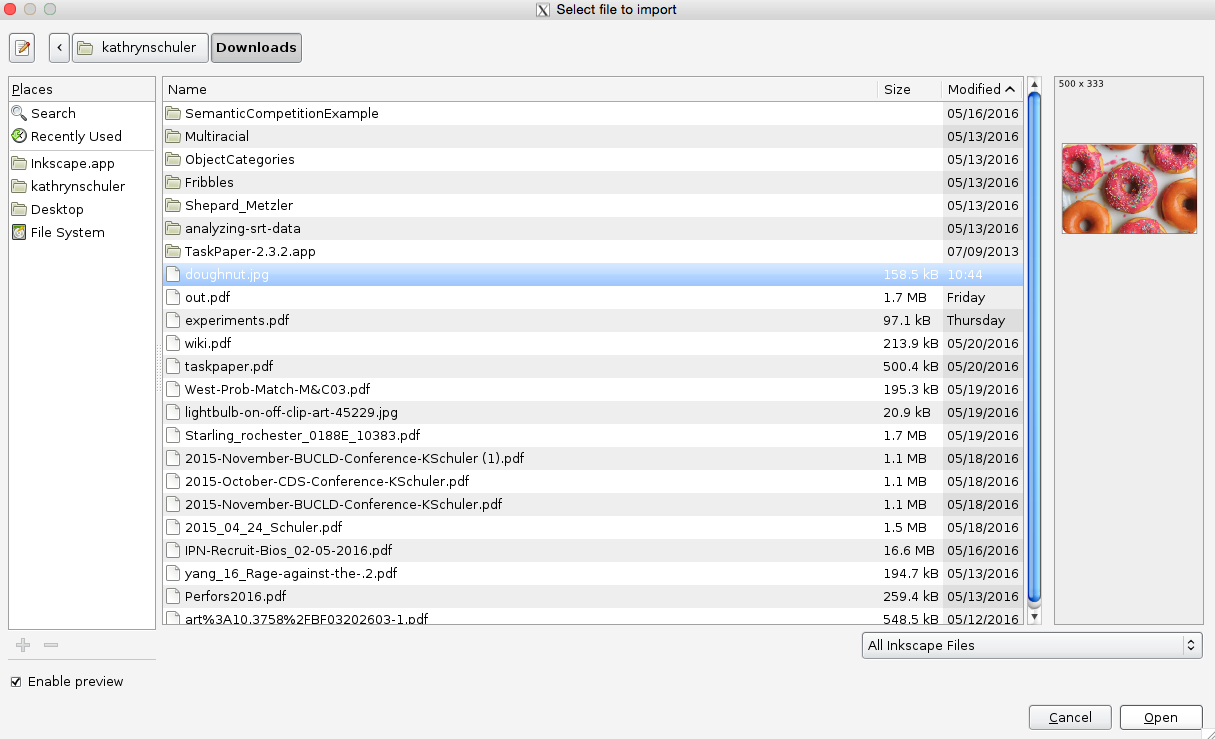 Select file to import
kathrynschuler Downloads
Places
Search
Recently Used
Inkscape.app
kathrynschuler
Desktop
File System
Name Size Modified
SemanticCompetitionExample 05/16/2016
Multiracial 05/13/2016
ObjectCategories 05/13/2016
Fribbles 05/13/2016
Shepard_Metzler 05/13/2016
analyzing-srt-data 05/13/2016
TaskPaper-2.3.2.app 07/09/2013
doughnut.jpg 158.5 kB 10:44
out.pdf 1.7 MB Friday
experiments.pdf 97.1 kB Thursday
wiki.pdf 213.9 kB 05/20/2016
taskpaper.pdf 500.4 kB 05/20/2016
West-Prob-Match-M&C03.pdf 195.3 kB 05/19/2016
lightbulb-on-off-clip-art-45229.jpg 20.9 kB 05/19/2016
Starling_rochester_0188E_10383.pdf 1.7 MB 05/19/2016
2015-November-BUCLD-Conference-KSchuler (1).pdf 1.1 MB 05/18/2016
2015-October-CDS-Conference-KSchuler.pdf 1.1 MB 05/18/2016
2015-November-BUCLD-Conference-KSchuler.pdf 1.1 MB 05/18/2016
2015_04_24_Schuler.pdf 1.5 MB 05/18/2016
IPN-Recruit-Bios_02-05-2016.pdf 16.6 MB 05/16/2016
yang_16_Rage-against-the-.2.pdf 194.7 kB 05/13/2016
Perfors2016.pdf 259.4 kB 05/13/2016
art%3A10.3758%2FBF03202603-1.pdf 548.5 kB 05/12/2016
500 x 333
All Inkscape Files
Enable preview
Cancel Open